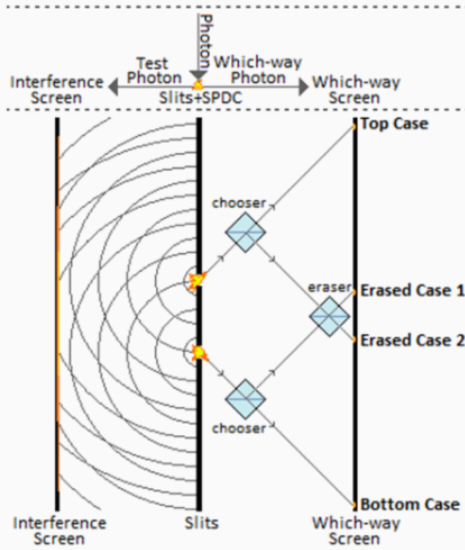 Photon
Test
Photon
Which-way
Photon
Interference
Screen
Slits+SPDC
Which-way
Screen
Top Case
chooser
eraser
Erased Case 1
Erased Case 2
chooser
Bottom Case
Interference
Screen
Slits
Which-way
Screen